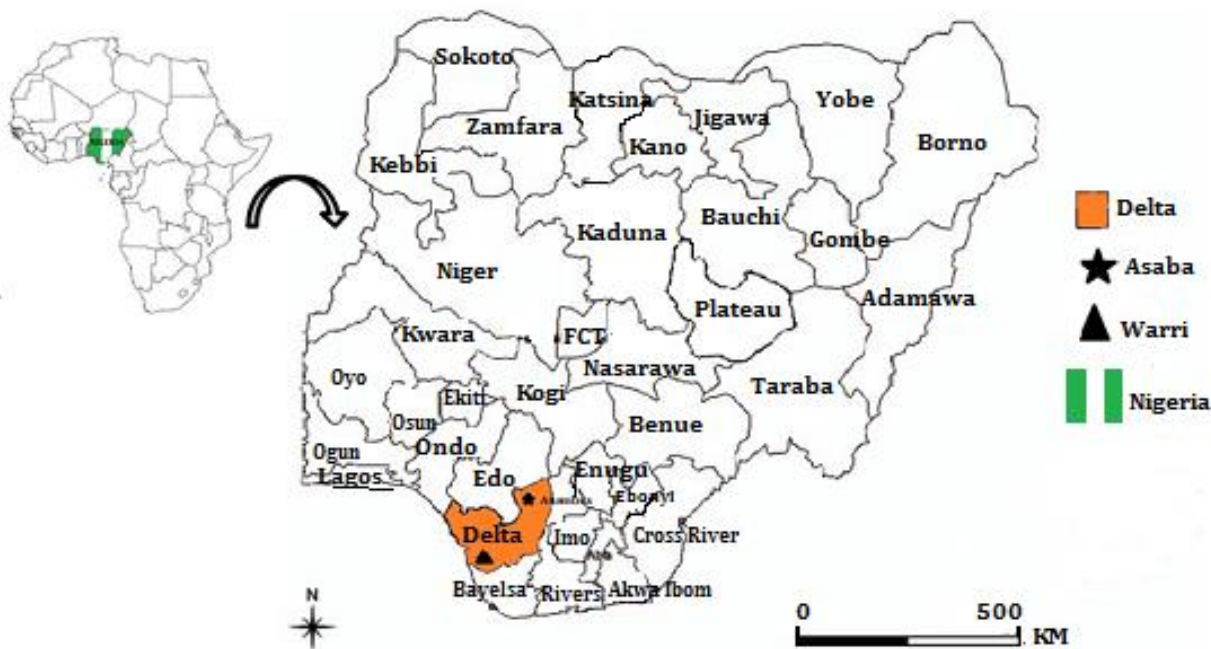 Sokoto
Katsina
Jigawa
Yobe
Zamfara
Kano
Borno
Kebbi
Bauchi
Kaduna
Gombe
Niger
Adamawa
Plateau
Kwara
FCT
Nasarawa
Oyo
Taraba
Ekiti
Kogi
Osun
Benue
Ondo
Ogun
Lagos
Edo
Enugu
Ebonyi
Delta
Imo
Cross River
Bayelsa
Rivers
Akwa Ibom
Delta
Asaba
Warri
Nigeria
N
0 500
KM